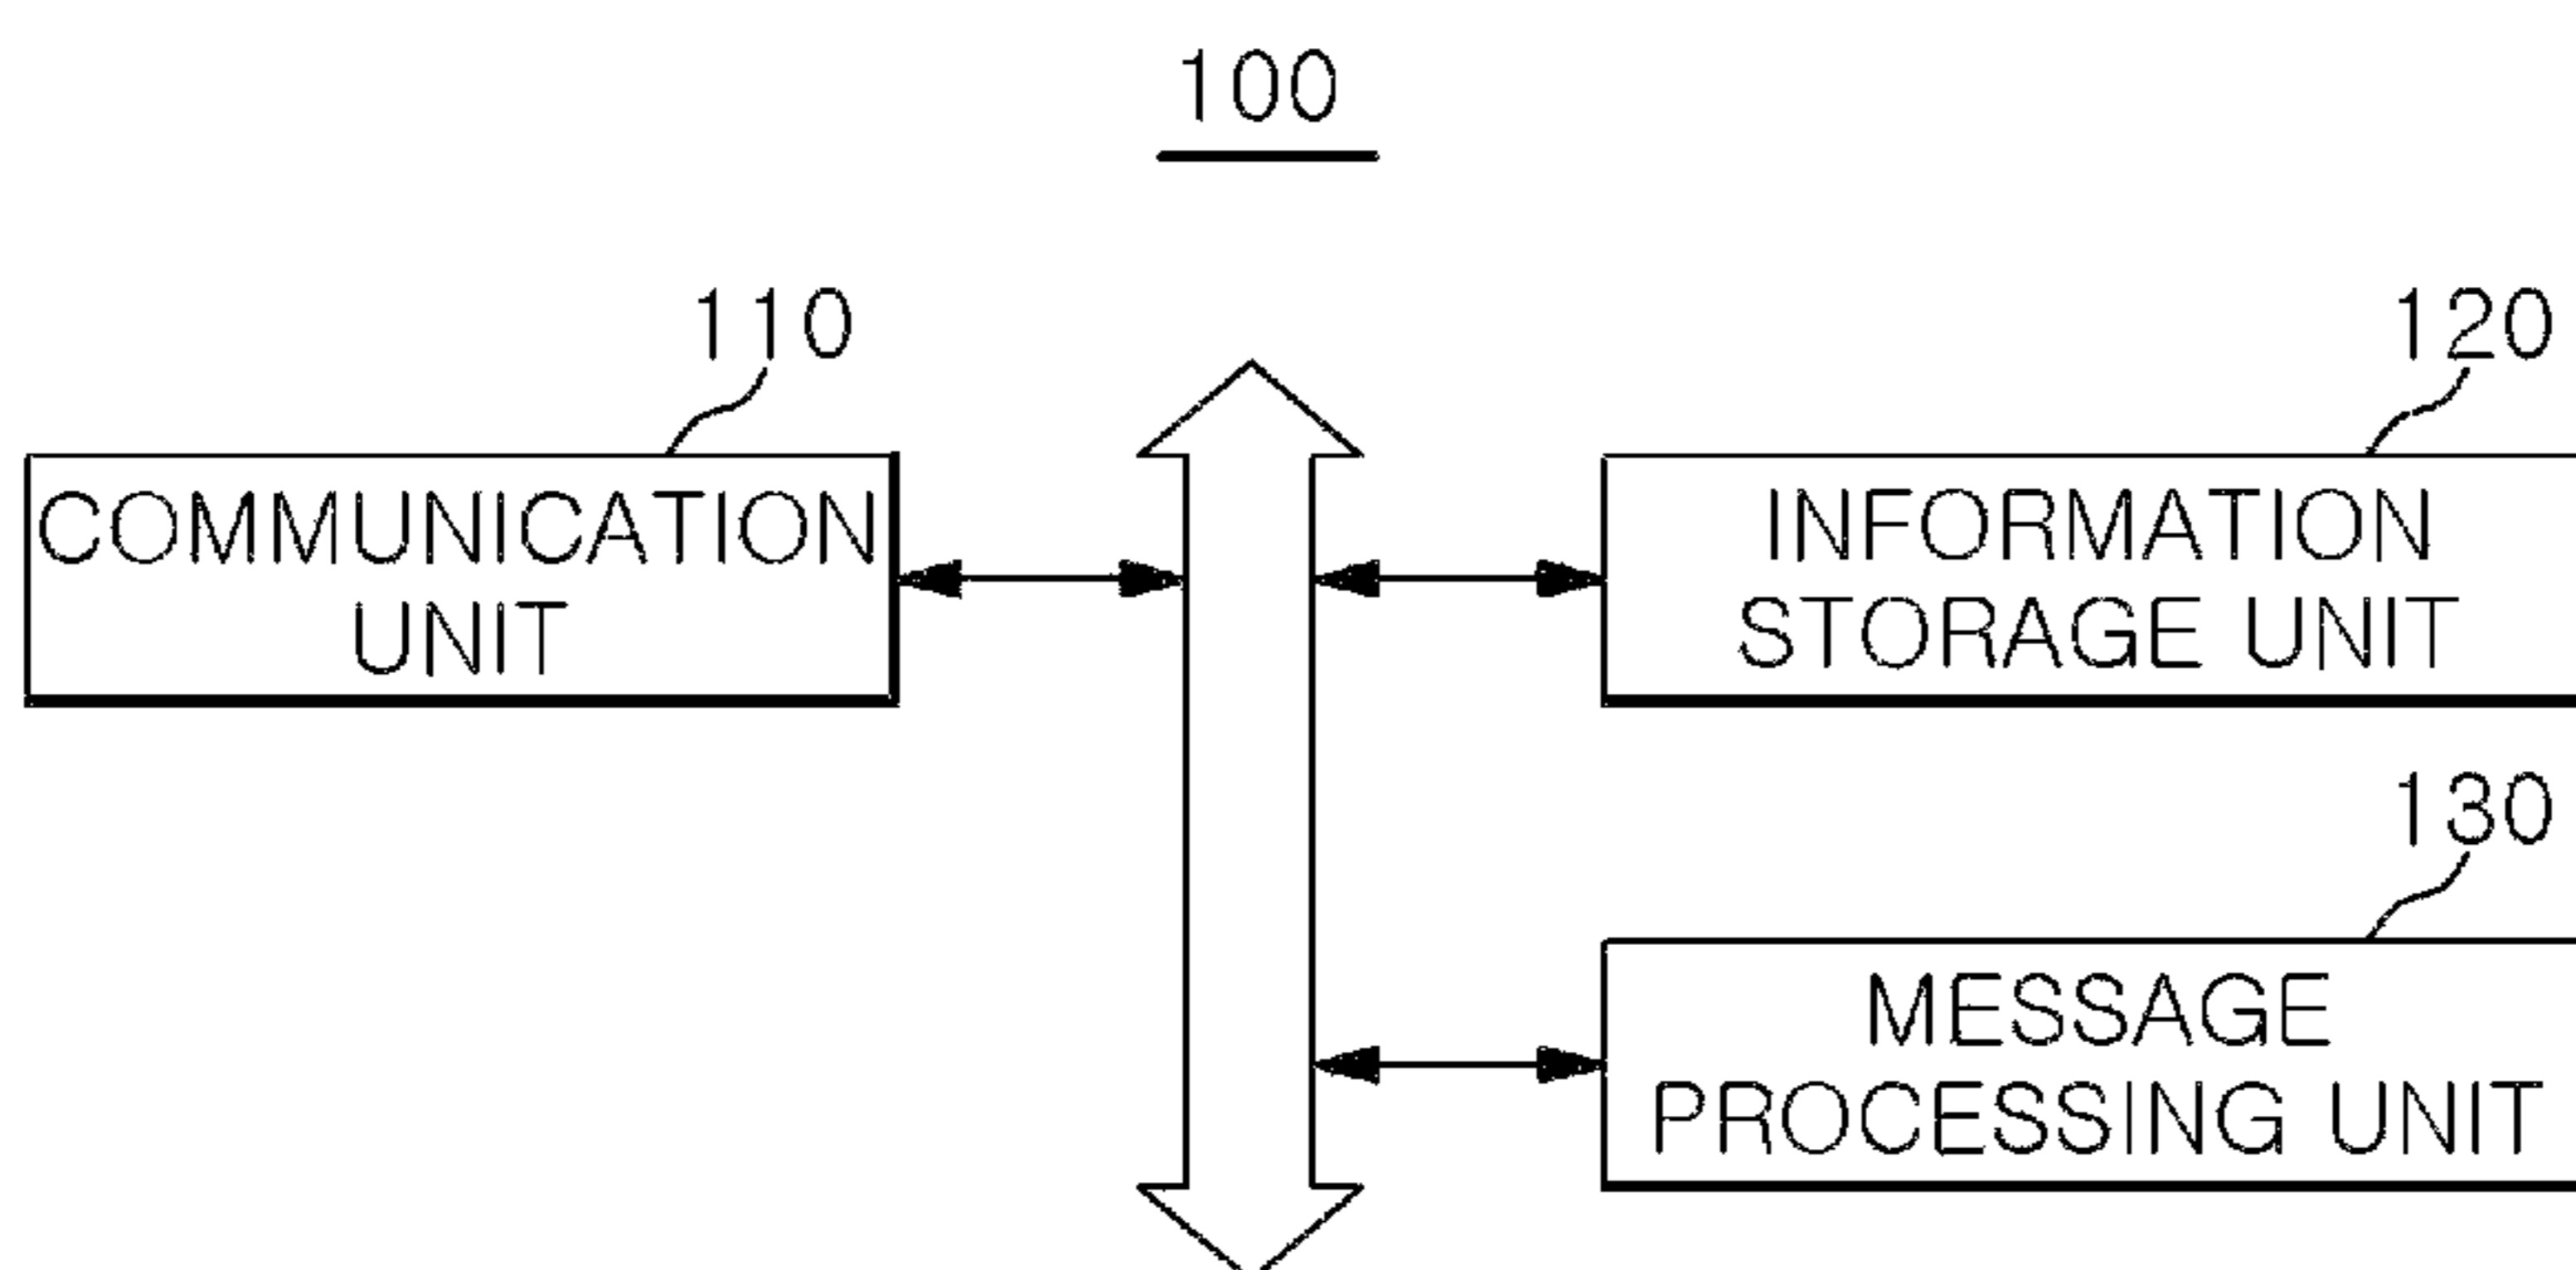 100
110
120
COMMUNICATION
UNIT
INFORMATION
STORAGE UNIT
130
MESSAGE
PROCESSING UNIT